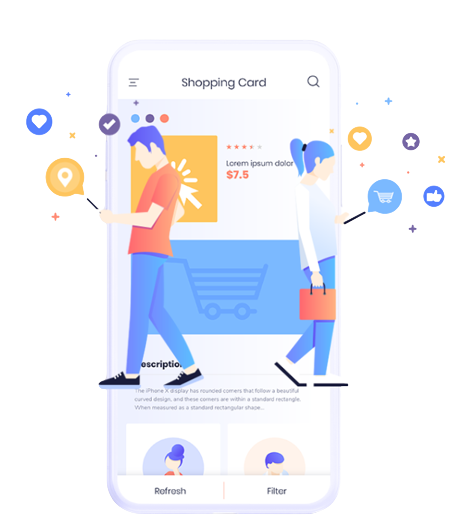 Shopping Card
Lorem ipsum dolor
$7.5
escription
The iPhone X display has rounded corners that follow a beautiful
curved design, and these corners are within a standard rectangle.
When measured as a standard rectangular shape...
Refresh
Filter